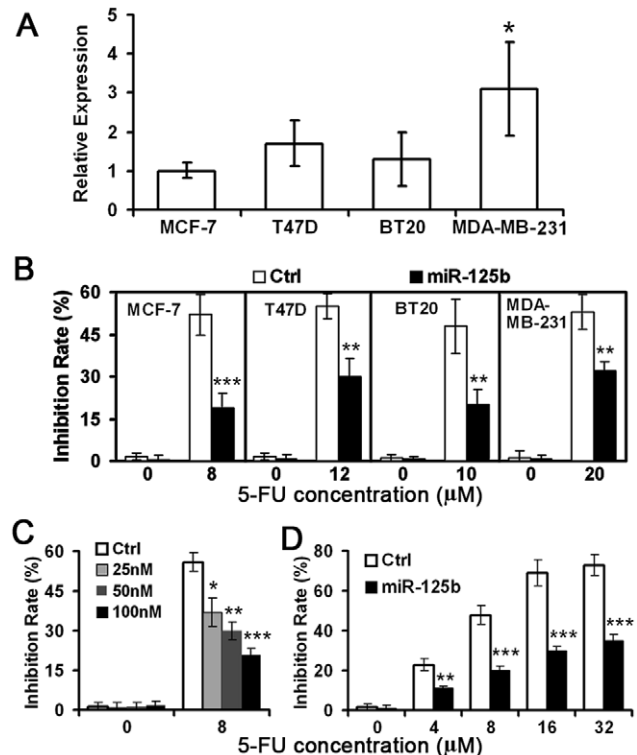 A
Relative Expression
5
4
3
2
1
0
*
MCF-7 T47D BT20 MDA-MB-231
B
Ctrl miR-125b
Inhibition Rate (%)
60
45
30
15
0
MCF-7 T47D BT20 MDA-
MB-231
*** ** ** **
0 8 0 12 0 10 0 20
5-FU concentration (µM)
C
Inhibition Rate (%)
60
45
30
15
0
Ctrl
25nM
50nM
100nM
* ** ***
0 8
D
Inhibition Rate (%)
80
60
40
20
0
Ctrl
miR-125b
** *** *** ***
0 4 8 16 32
5-FU concentration (µM)